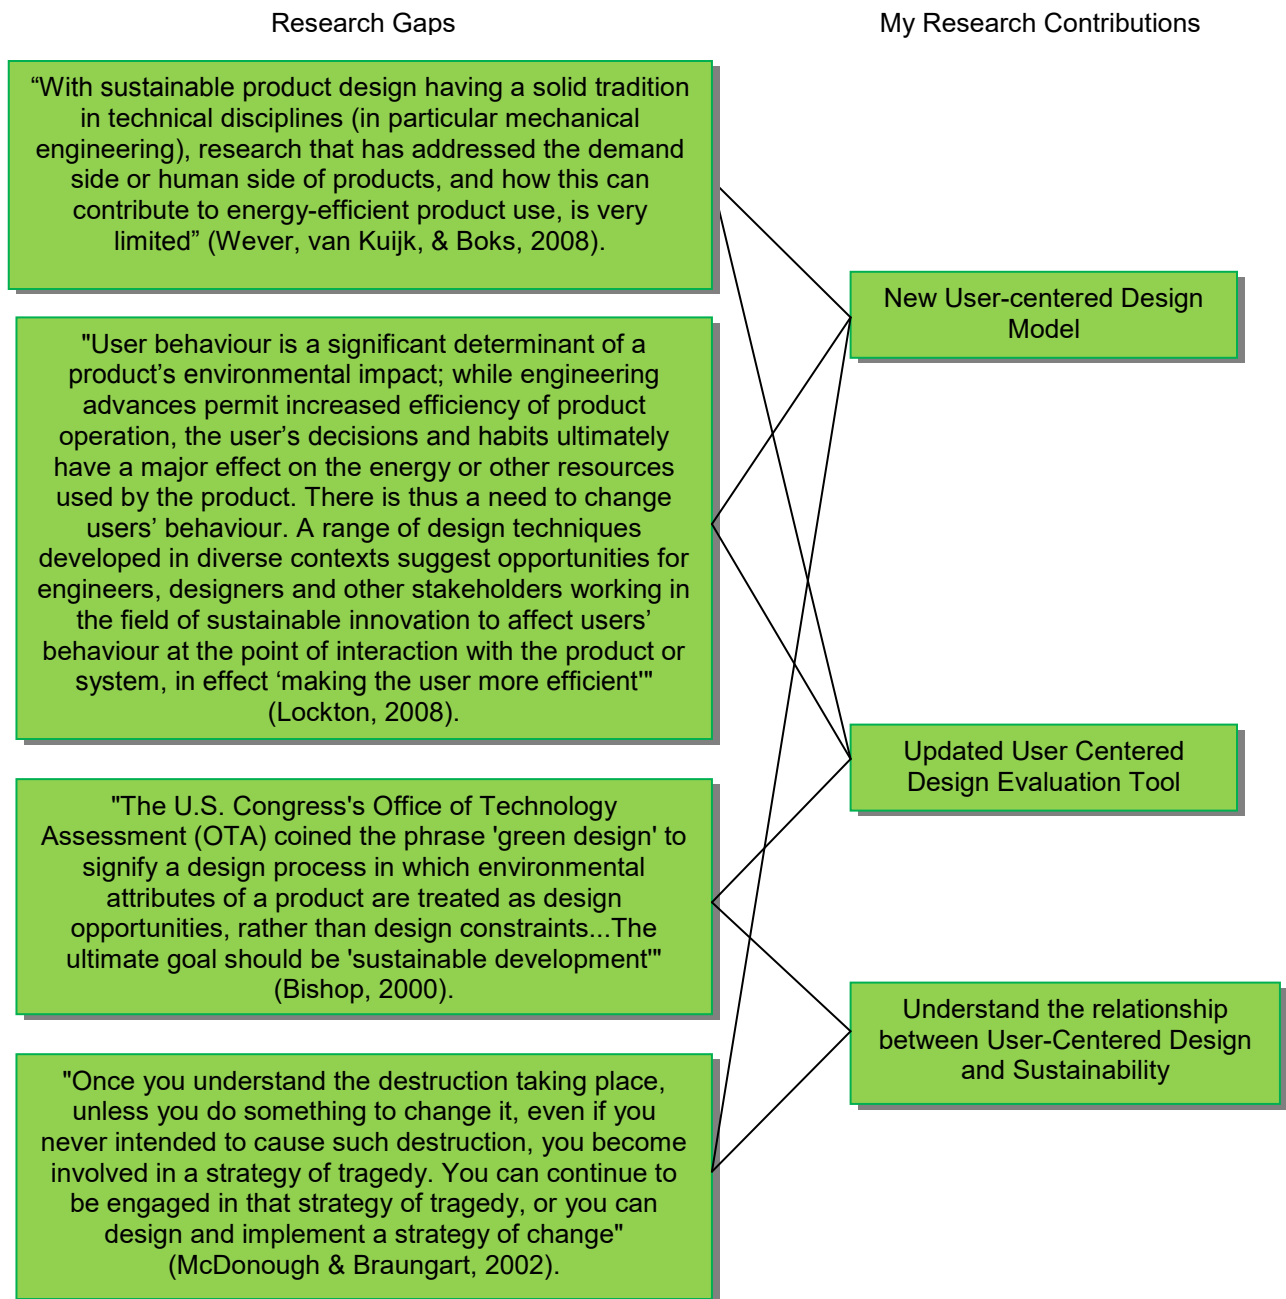 Research Gaps
My Research Contributions
“With sustainable product design having a solid tradition
in technical disciplines (in particular mechanical
engineering), research that has addressed the demand
side or human side of products, and how this can
contribute to energy-efficient product use, is very
limited” (Wever, van Kuijk, & Boks, 2008).
"User behaviour is a significant determinant of a
product’s environmental impact; while engineering
advances permit increased efficiency of product
operation, the user’s decisions and habits ultimately
have a major effect on the energy or other resources
used by the product. There is thus a need to change
users’ behaviour. A range of design techniques
developed in diverse contexts suggest opportunities for
engineers, designers and other stakeholders working in
the field of sustainable innovation to affect users’
behaviour at the point of interaction with the product or
system, in effect ‘making the user more efficient'"
(Lockton, 2008).
"The U.S. Congress's Office of Technology
Assessment (OTA) coined the phrase 'green design' to
signify a design process in which environmental
attributes of a product are treated as design
opportunities, rather than design constraints...The
ultimate goal should be 'sustainable development'"
(Bishop, 2000).
"Once you understand the destruction taking place,
unless you do something to change it, even if you
never intended to cause such destruction, you become
involved in a strategy of tragedy. You can continue to
be engaged in that strategy of tragedy, or you can
design and implement a strategy of change"
(McDonough & Braungart, 2002).
New User-centered Design
Model
Updated User Centered
Design Evaluation Tool
Understand the relationship
between User-Centered Design
and Sustainability